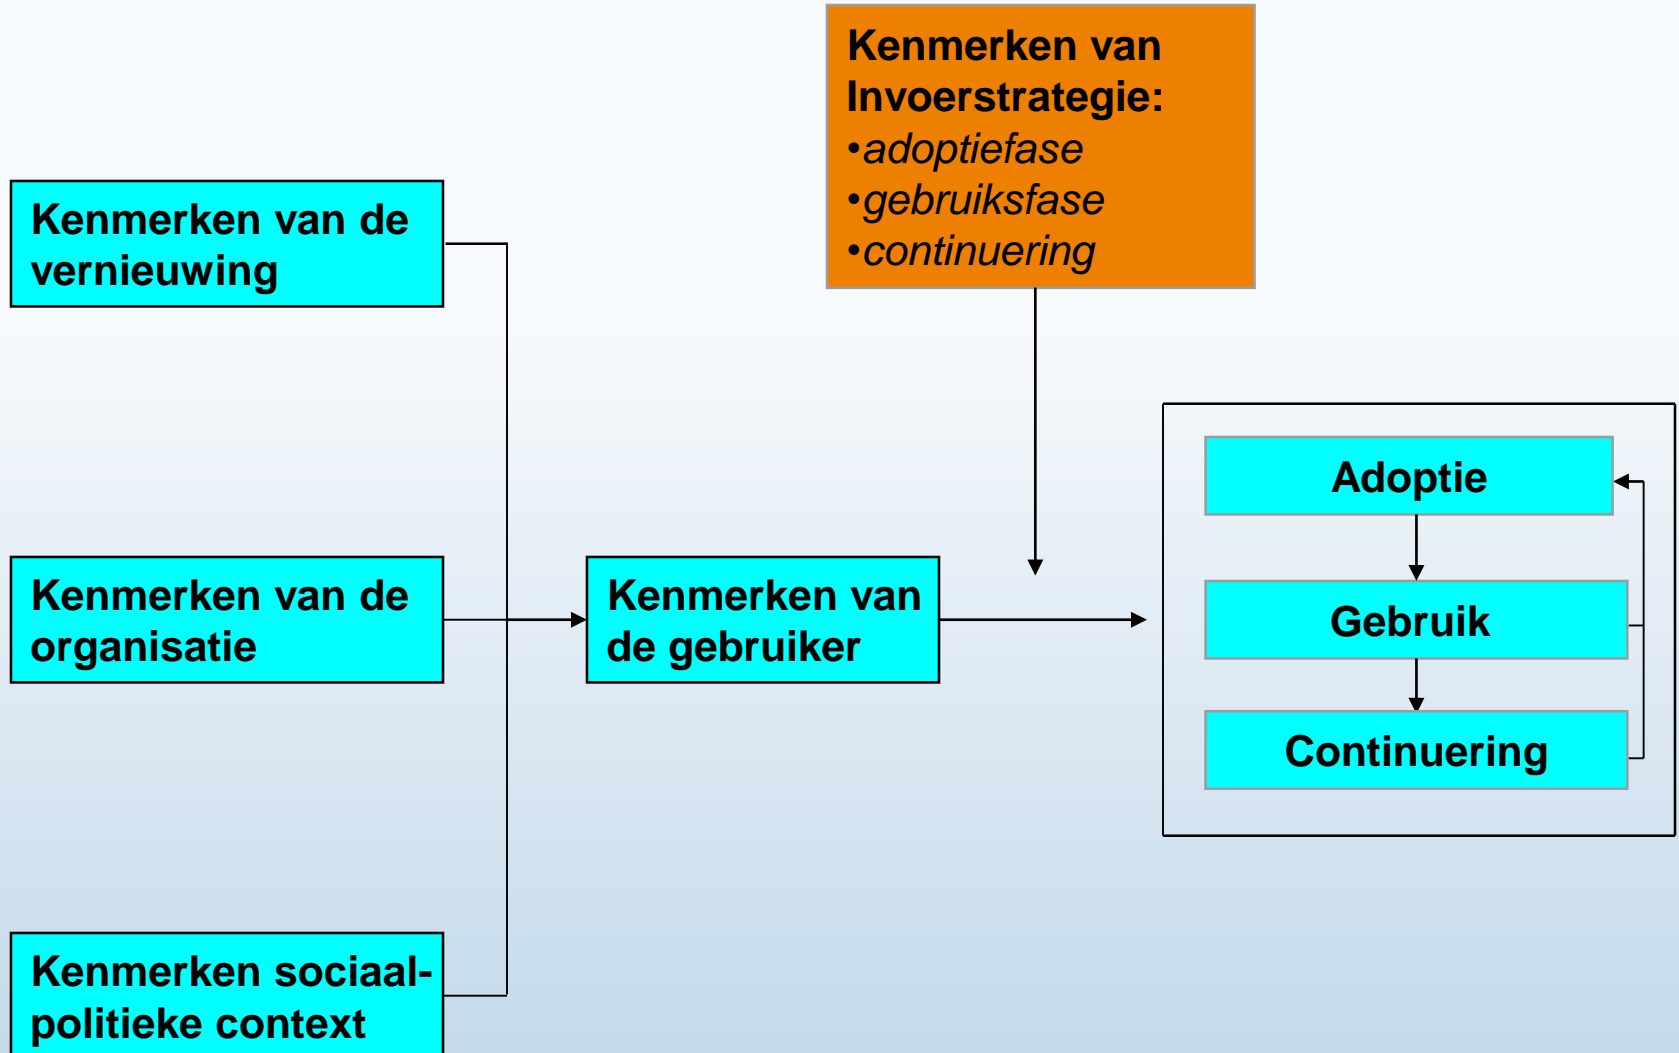 Kenmerken van
Invoerstrategie:
•adoptiefase
•gebruiksfase
•continuering
Kenmerken van de
vernieuwing
Kenmerken van de
organisatie
Kenmerken sociaal-
politieke context
Kenmerken van
de gebruiker
Adoptie
Gebruik
Continuering